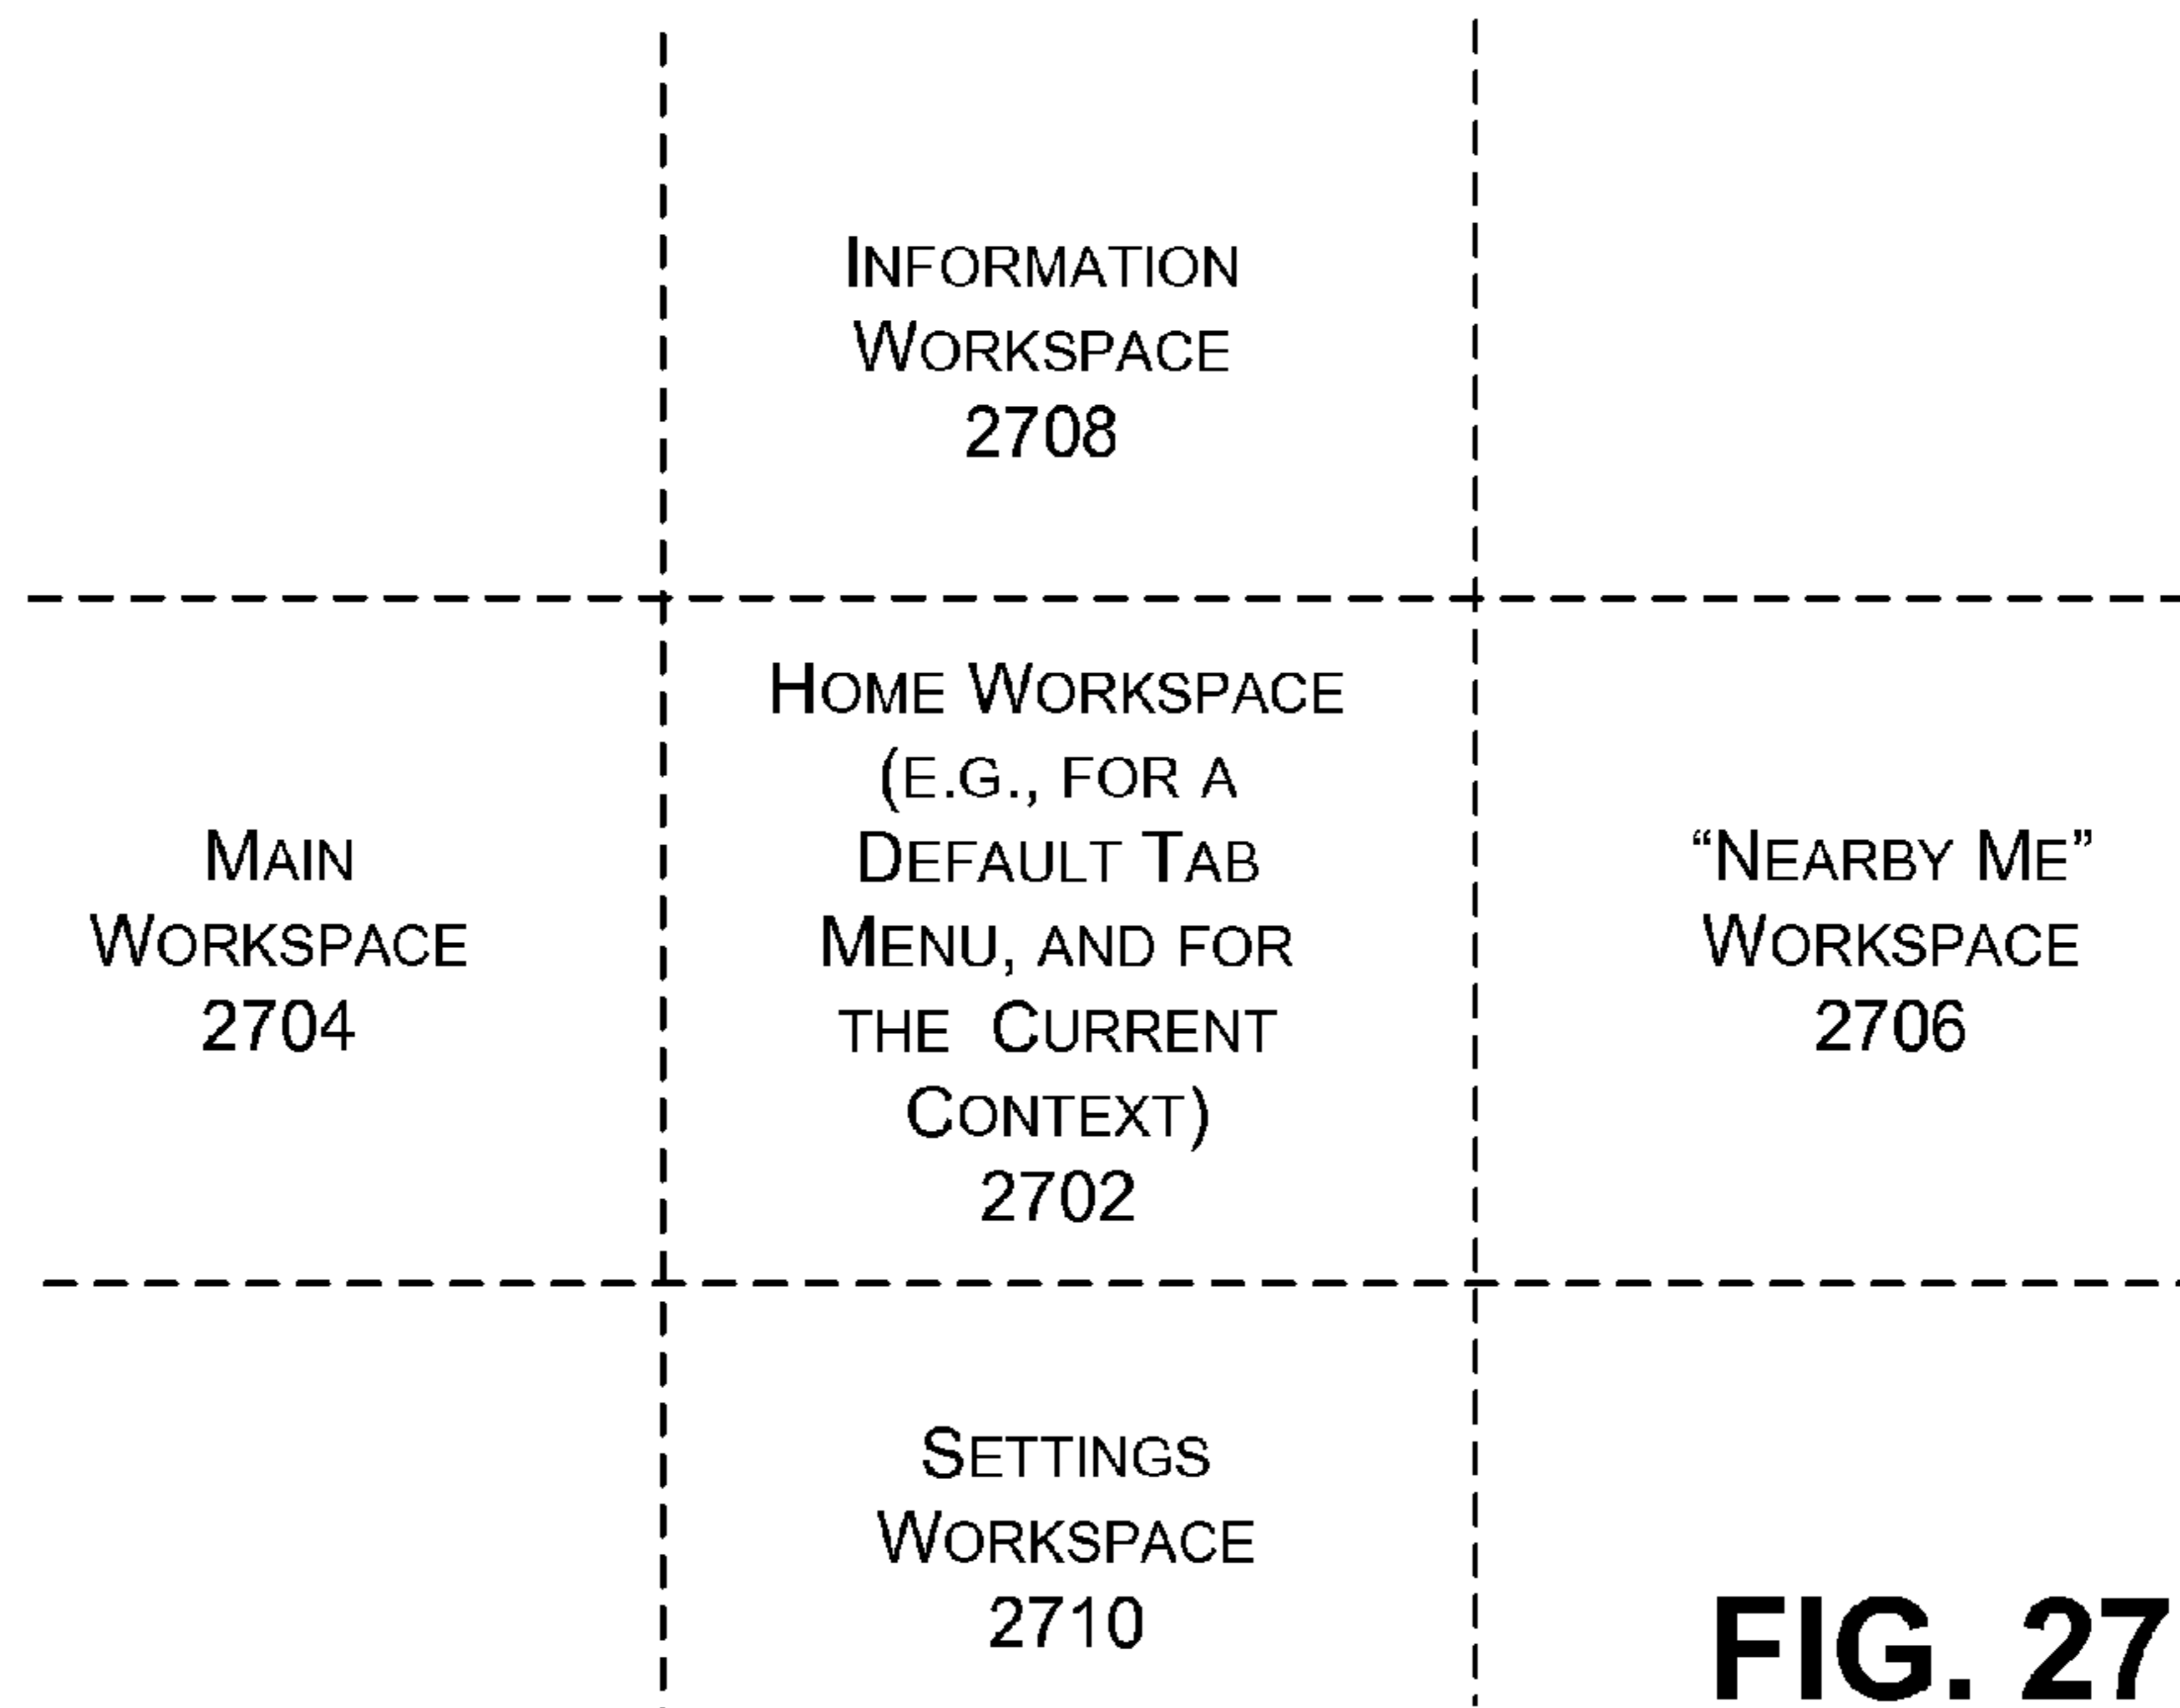 INFORMATION
WORKSPACE
2708
HOME WORKSPACE
(E.G., FOR A
DEFAULT TAB
MENU, AND FOR
THE CURRENT
CONTEXT)
2702
MAIN
WORKSPACE
2704
“NEARBY ME”
WORKSPACE
2706
SETTINGS
WORKSPACE
2710
FIG. 27